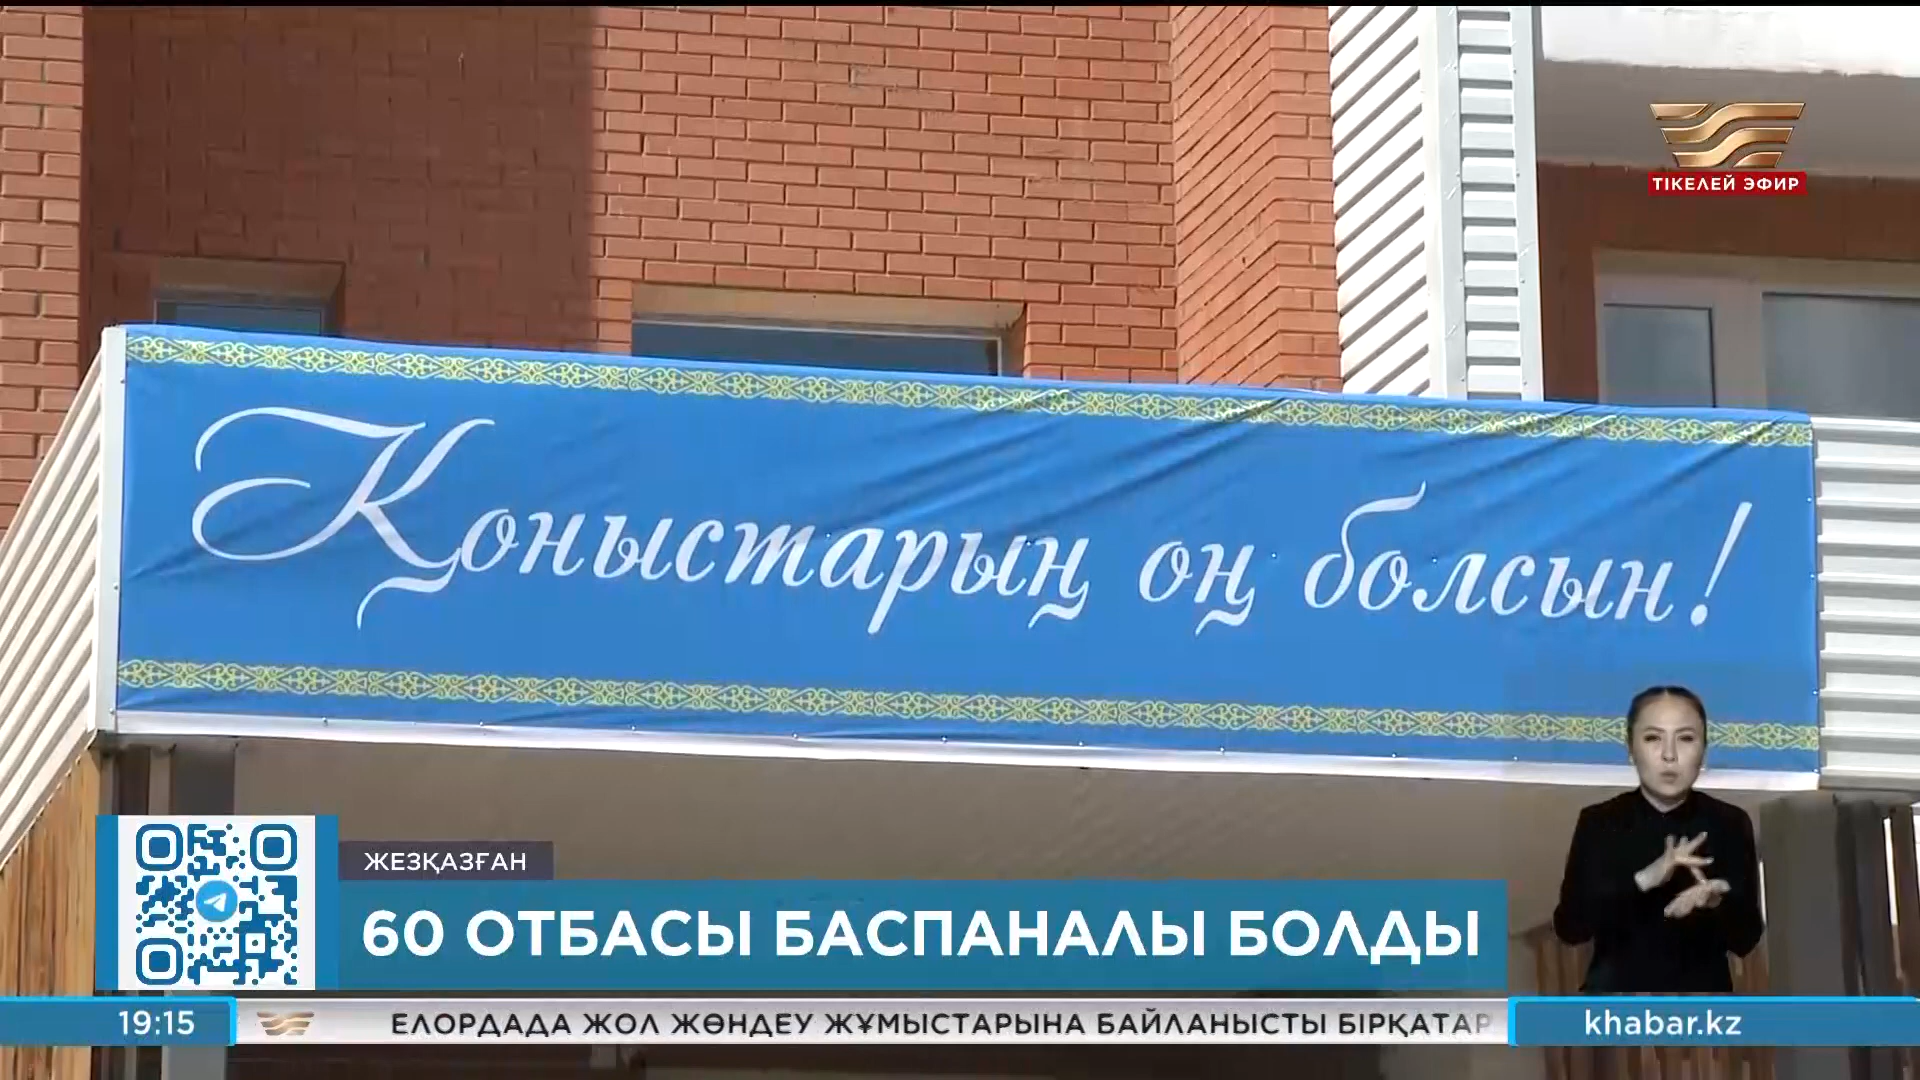 ТІКЕЛЕЙ ЭФИР
Қоныстарың оң болсын!
ЖЕЗҚАЗҒАН
60 ОТБАСЫ БАСПАНАЛЫ БОЛДЫ
19:15
ЕЛОРДАДА ЖОЛ ЖӨНДЕУ ЖҰМЫСТАРЫНА БАЙЛАНЫСТЫ БІРҚАТАР
khabar.kz